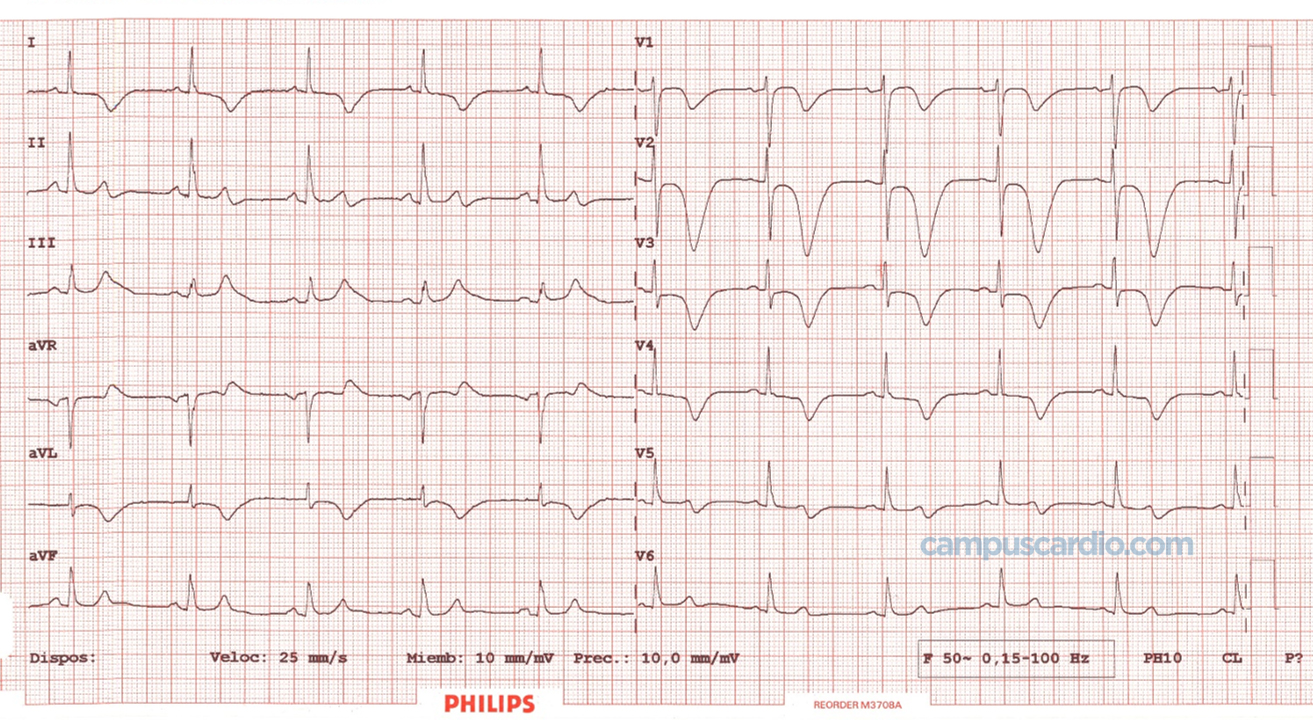 I V1
II V2
III V3
aVR V4
aVL V5
campuscardio.com
aVF V6
Dispos: Veloc: 25 mm/s Miemb: 10 mm/mV Prec.: 10,0 mm/mV F 50~ 0,15-100 Hz PH10 CL P?
PHILIPS REORDER M3708A